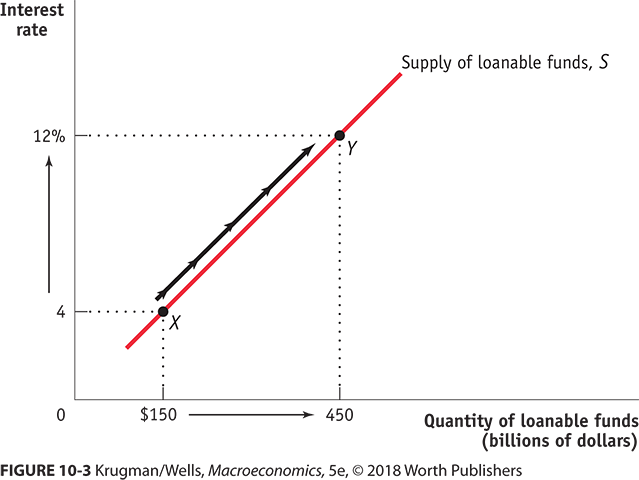 Interest
rate
Supply of loanable funds, S
12%
Y
4
X
0
$150
450
Quantity of loanable funds
(billions of dollars)
FIGURE 10-3 Krugman/Wells, Macroeconomics, 5e, © 2018 Worth Publishers